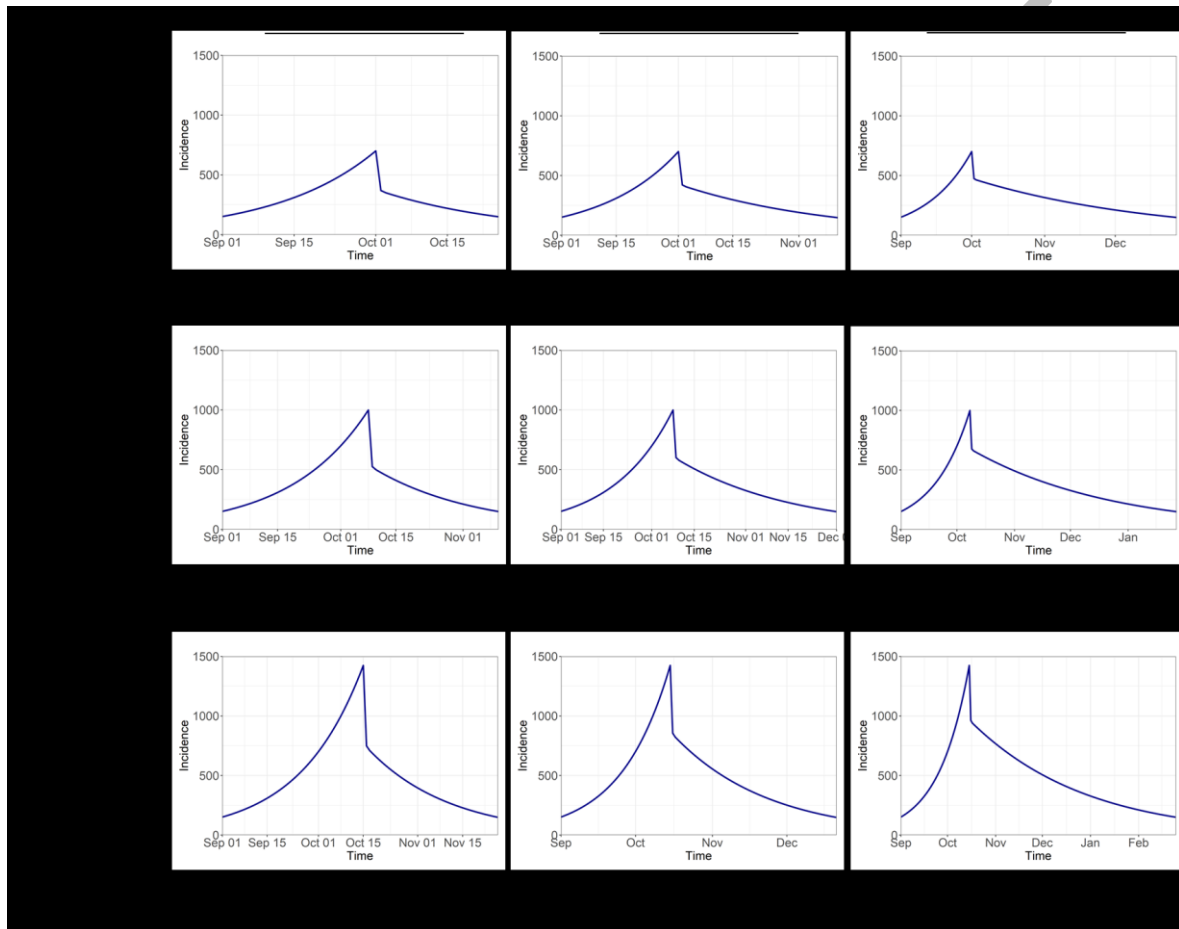 1500 1500 1500
1000 1000 1000
Incidence Incidence Incidence
500 500 500
0 0 0
Sep 01 Sep 15 Oct 01 Oct 15 Sep 01 Sep 15 Oct 01 Oct 15 Nov 01 Sep Oct Nov Dec
Time Time Time
1500 1500 1500
1000 1000 1000
Incidence Incidence Incidence
500 500 500
0 0 0
Sep 01 Sep 15 Oct 01 Oct 15 Nov 01 Sep 01 Sep 15 Oct 01 Oct 15 Nov 01 Nov 15 Dec Sep Oct Nov Dec Jan
Time Time Time
1500 1500 1500
1000 1000 1000
Incidence Incidence Incidence
500 500 500
0 0 0
Sep 01 Sep 15 Oct 01 Oct 15 Nov 01 Nov 15 Sep Oct Nov Dec Sep Oct Nov Dec Jan Feb
Time Time Time